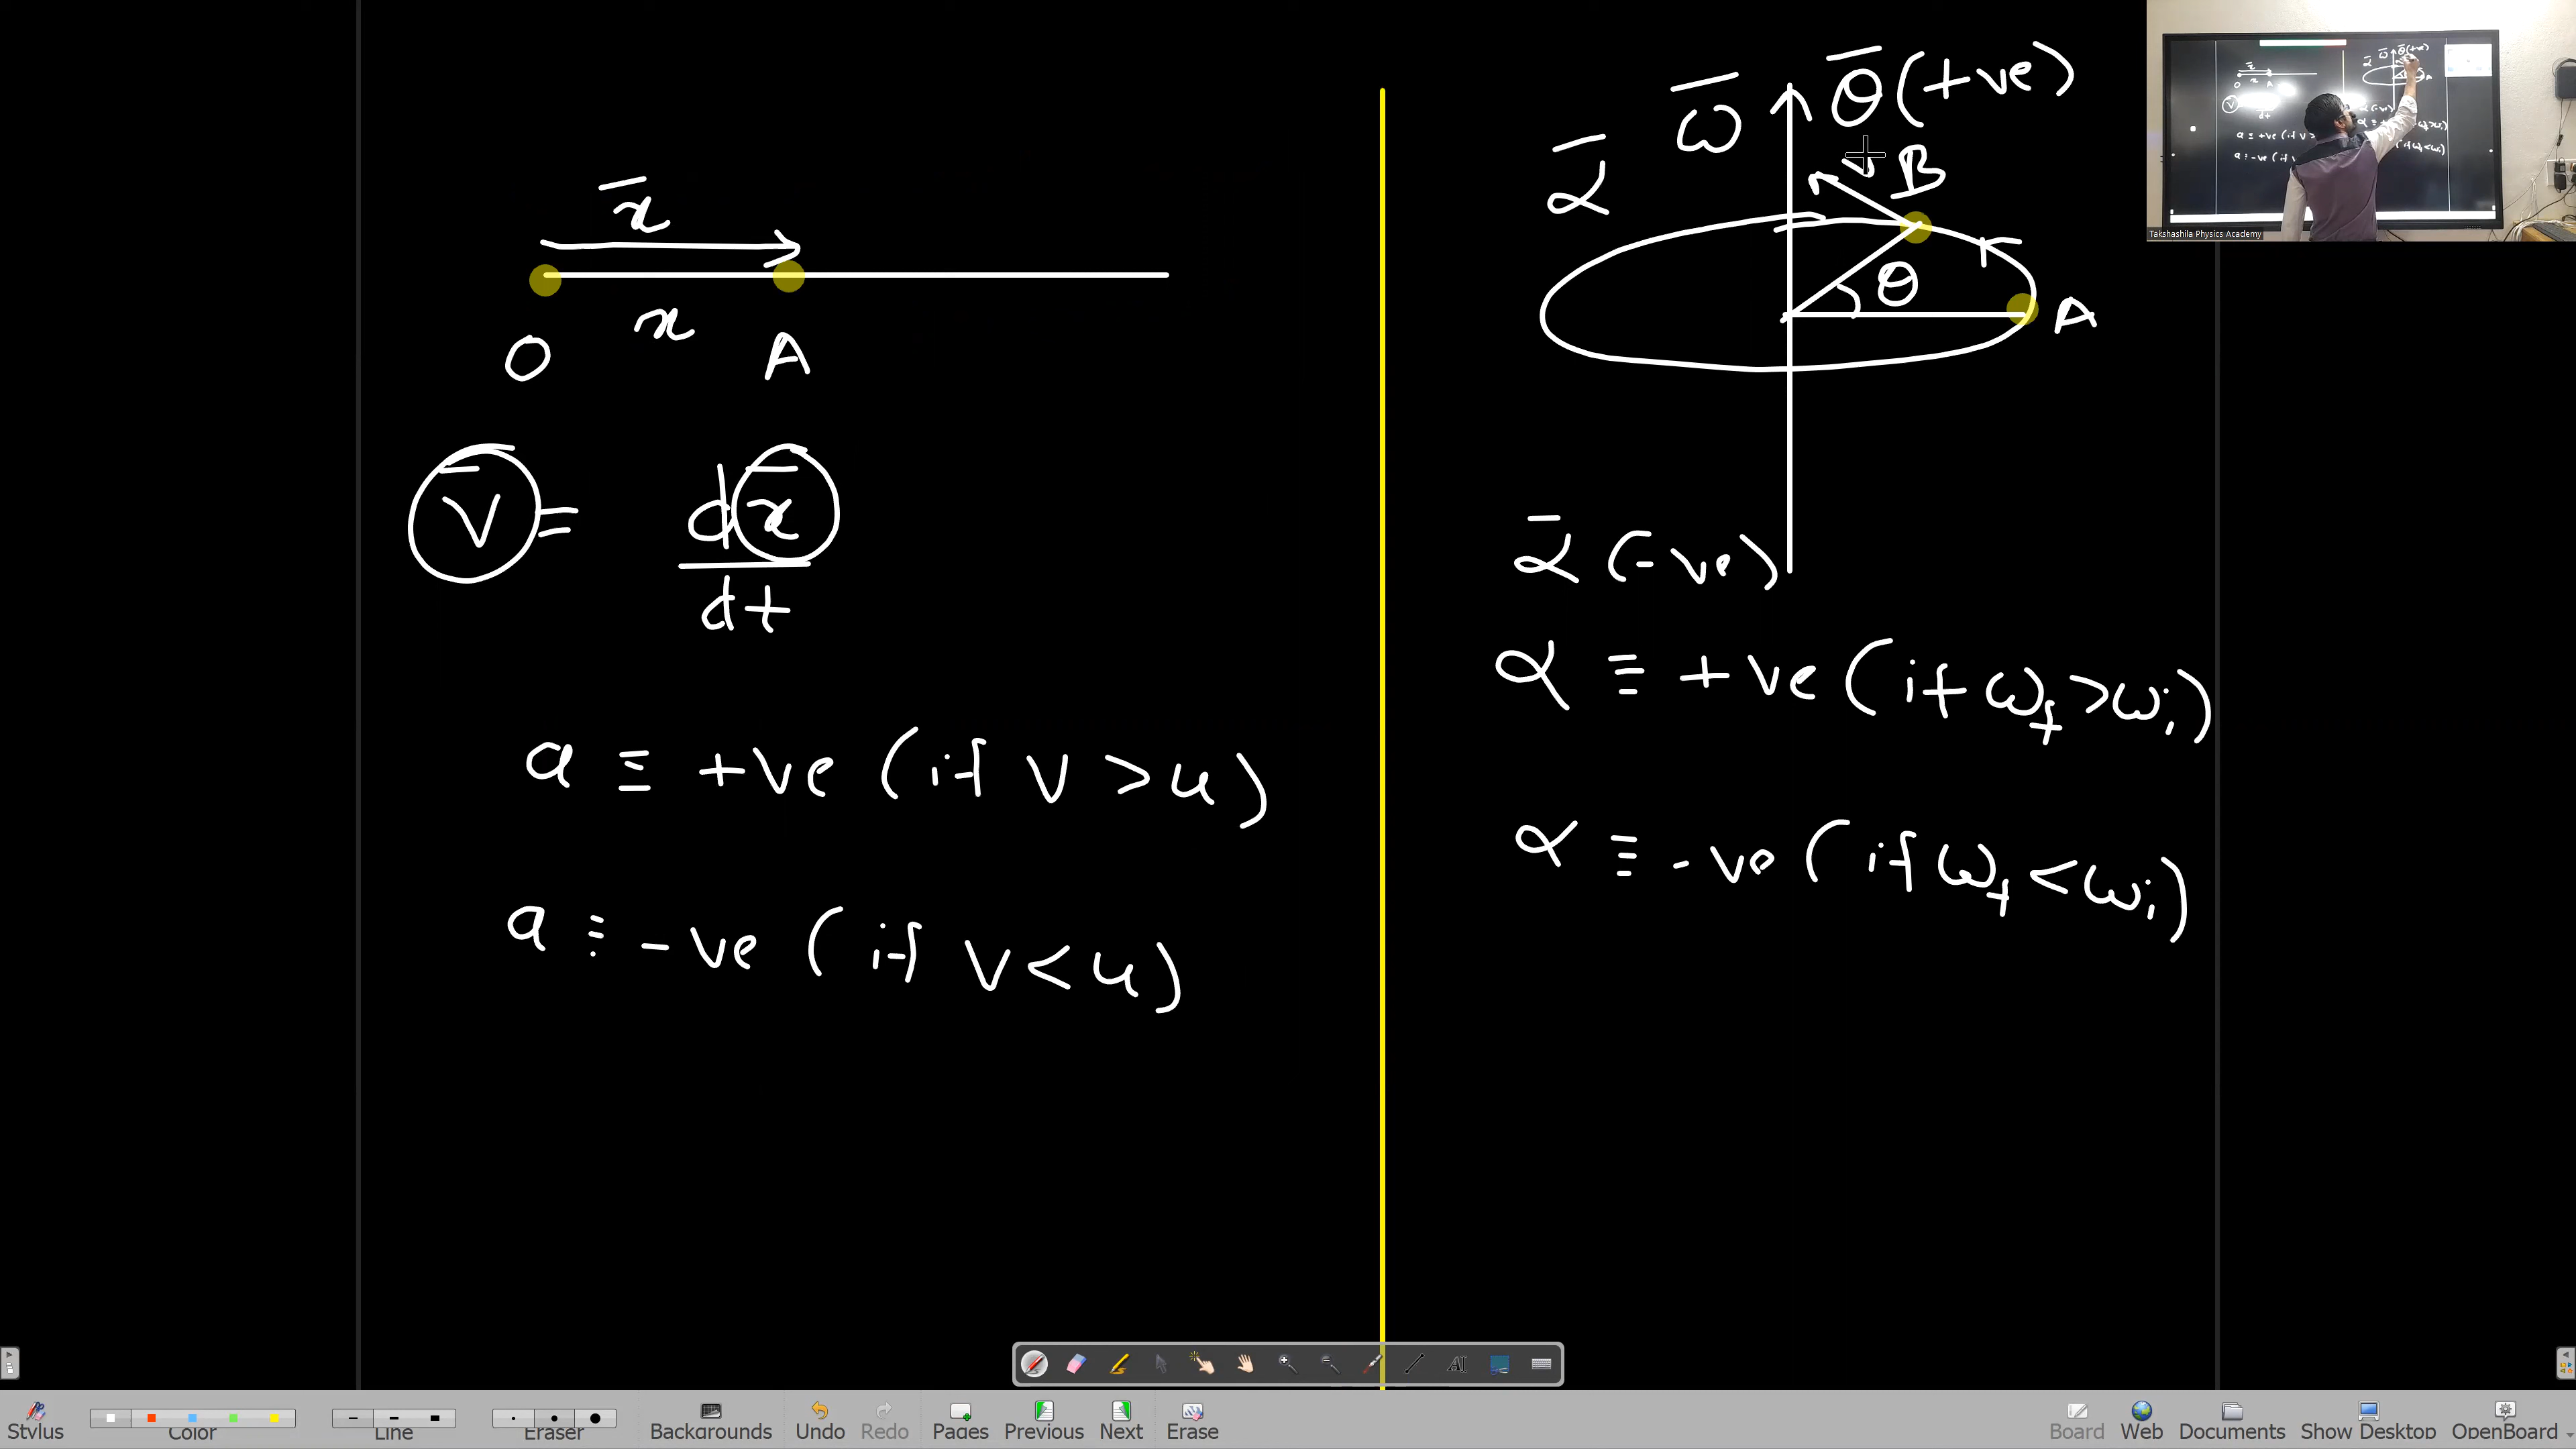 x̄
x
O
A
v̄ = dx̄/dt
a ≡ +ve (if v > u)
a ≡ -ve (if v < u)
ω̄ θ̄ (+ve)
ᾱ
B
θ
A
ᾱ (-ve)
α ≡ +ve (if ωf > ωi)
α ≡ -ve (if ωf < ωi)
Takshashila Physics Academy
Stylus
Color
Line
Eraser
Backgrounds
Undo
Redo
Pages
Previous
Next
Erase
Board
Web
Documents
Show Desktop
OpenBoard